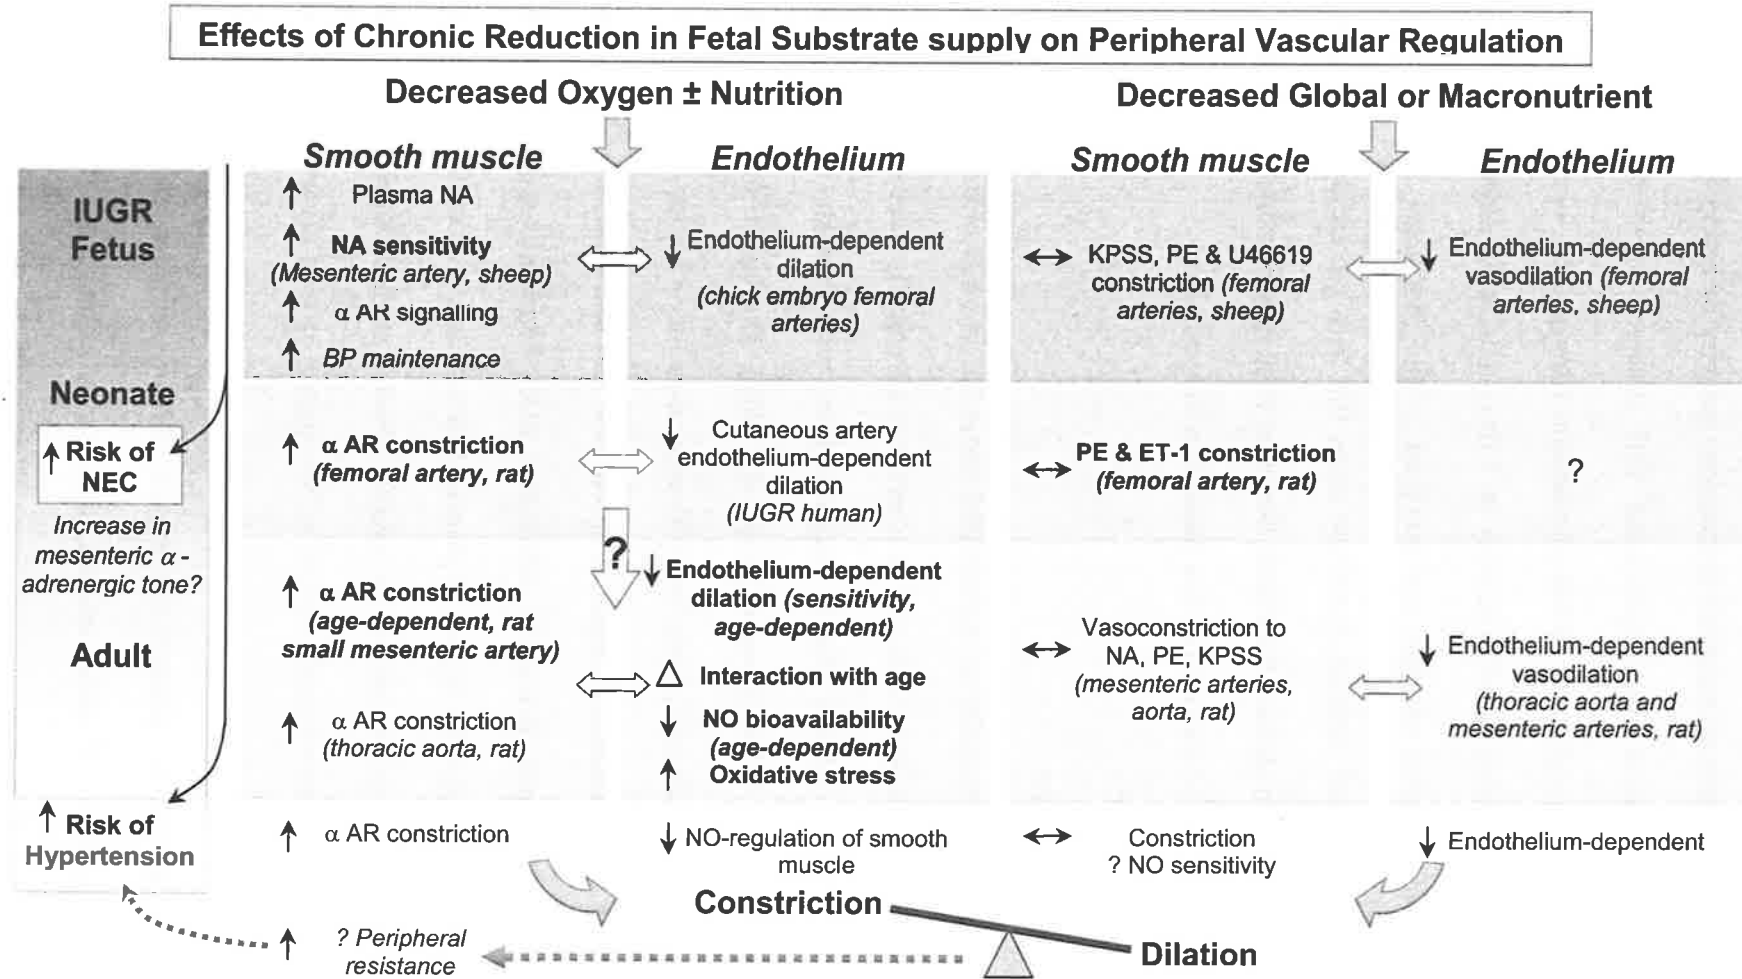 Effects of Chronic Reduction in Fetal Substrate supply on Peripheral Vascular Regulation
Decreased Oxygen ± Nutrition
Decreased Global or Macronutrient
Smooth muscle
Endothelium
Smooth muscle
Endothelium
IUGR
Fetus
↑ Plasma NA
↑ NA sensitivity
(Mesenteric artery, sheep)
↑ α AR signalling
↑ BP maintenance
↓ Endothelium-dependent
dilation
(chick embryo femoral
arteries)
↔ KPSS, PE & U46619
constriction (femoral
arteries, sheep)
↓ Endothelium-dependent
vasodilation (femoral
arteries, sheep)
Neonate
↑ Risk of
NEC
Increase in
mesenteric α -
adrenergic tone?
↑ α AR constriction
(femoral artery, rat)
↓ Cutaneous artery
endothelium-dependent
dilation
(IUGR human)
↔ PE & ET-1 constriction
(femoral artery, rat)
?
?
Adult
↑ α AR constriction
(age-dependent, rat
small mesenteric artery)
↑ α AR constriction
(thoracic aorta, rat)
↓ Endothelium-dependent
dilation (sensitivity,
age-dependent)
△ Interaction with age
↓ NO bioavailability
(age-dependent)
↑ Oxidative stress
↔ Vasoconstriction to
NA, PE, KPSS
(mesenteric arteries,
aorta, rat)
↓ Endothelium-dependent
vasodilation
(thoracic aorta and
mesenteric arteries, rat)
↑ Risk of
Hypertension
↑ α AR constriction
↓ NO-regulation of smooth
muscle
↔ Constriction
? NO sensitivity
↓ Endothelium-dependent
Constriction
Dilation
↑ ? Peripheral
resistance